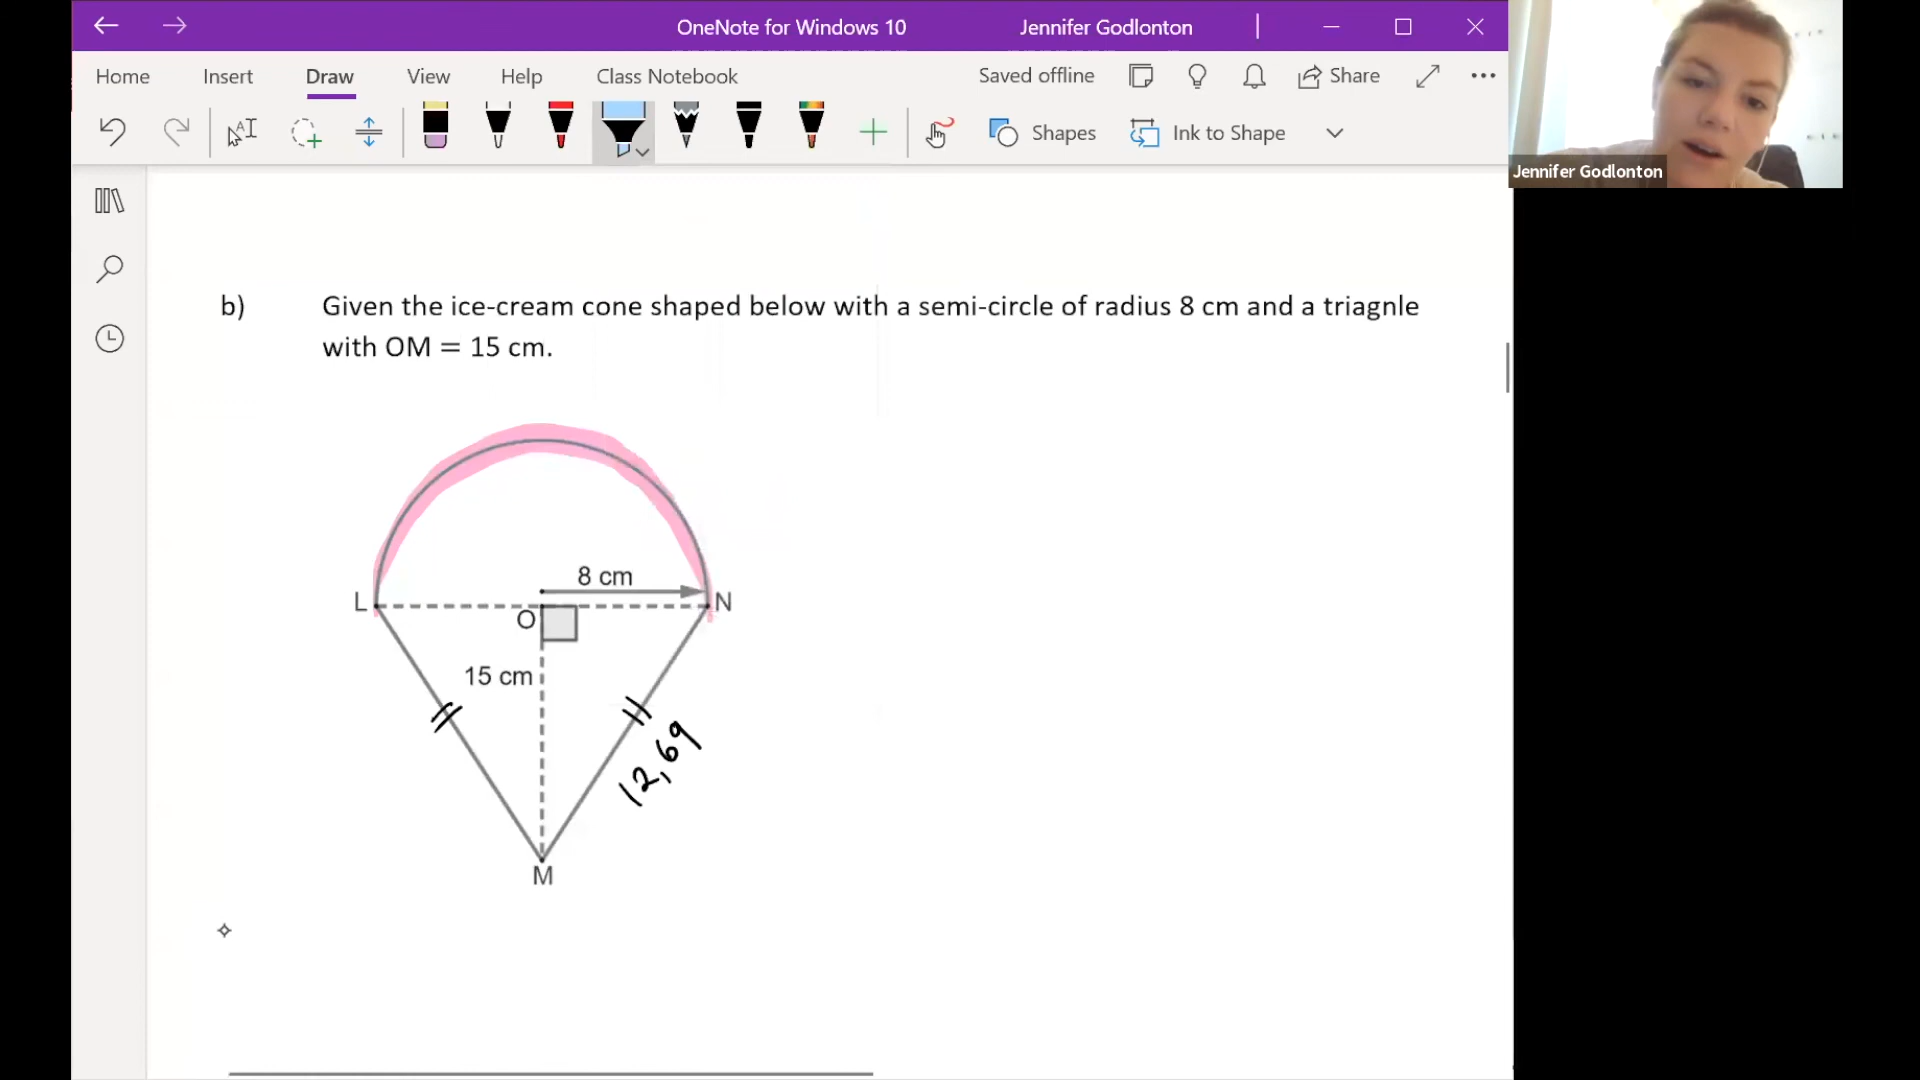 OneNote for Windows 10
Jennifer Godlonton
Home Insert Draw View Help Class Notebook
Saved offline
Share
Shapes
Ink to Shape
Jennifer Godlonton
b) Given the ice-cream cone shaped below with a semi-circle of radius 8 cm and a triagnle
with OM = 15 cm.
8 cm
L
N
O
15 cm
12,69
M